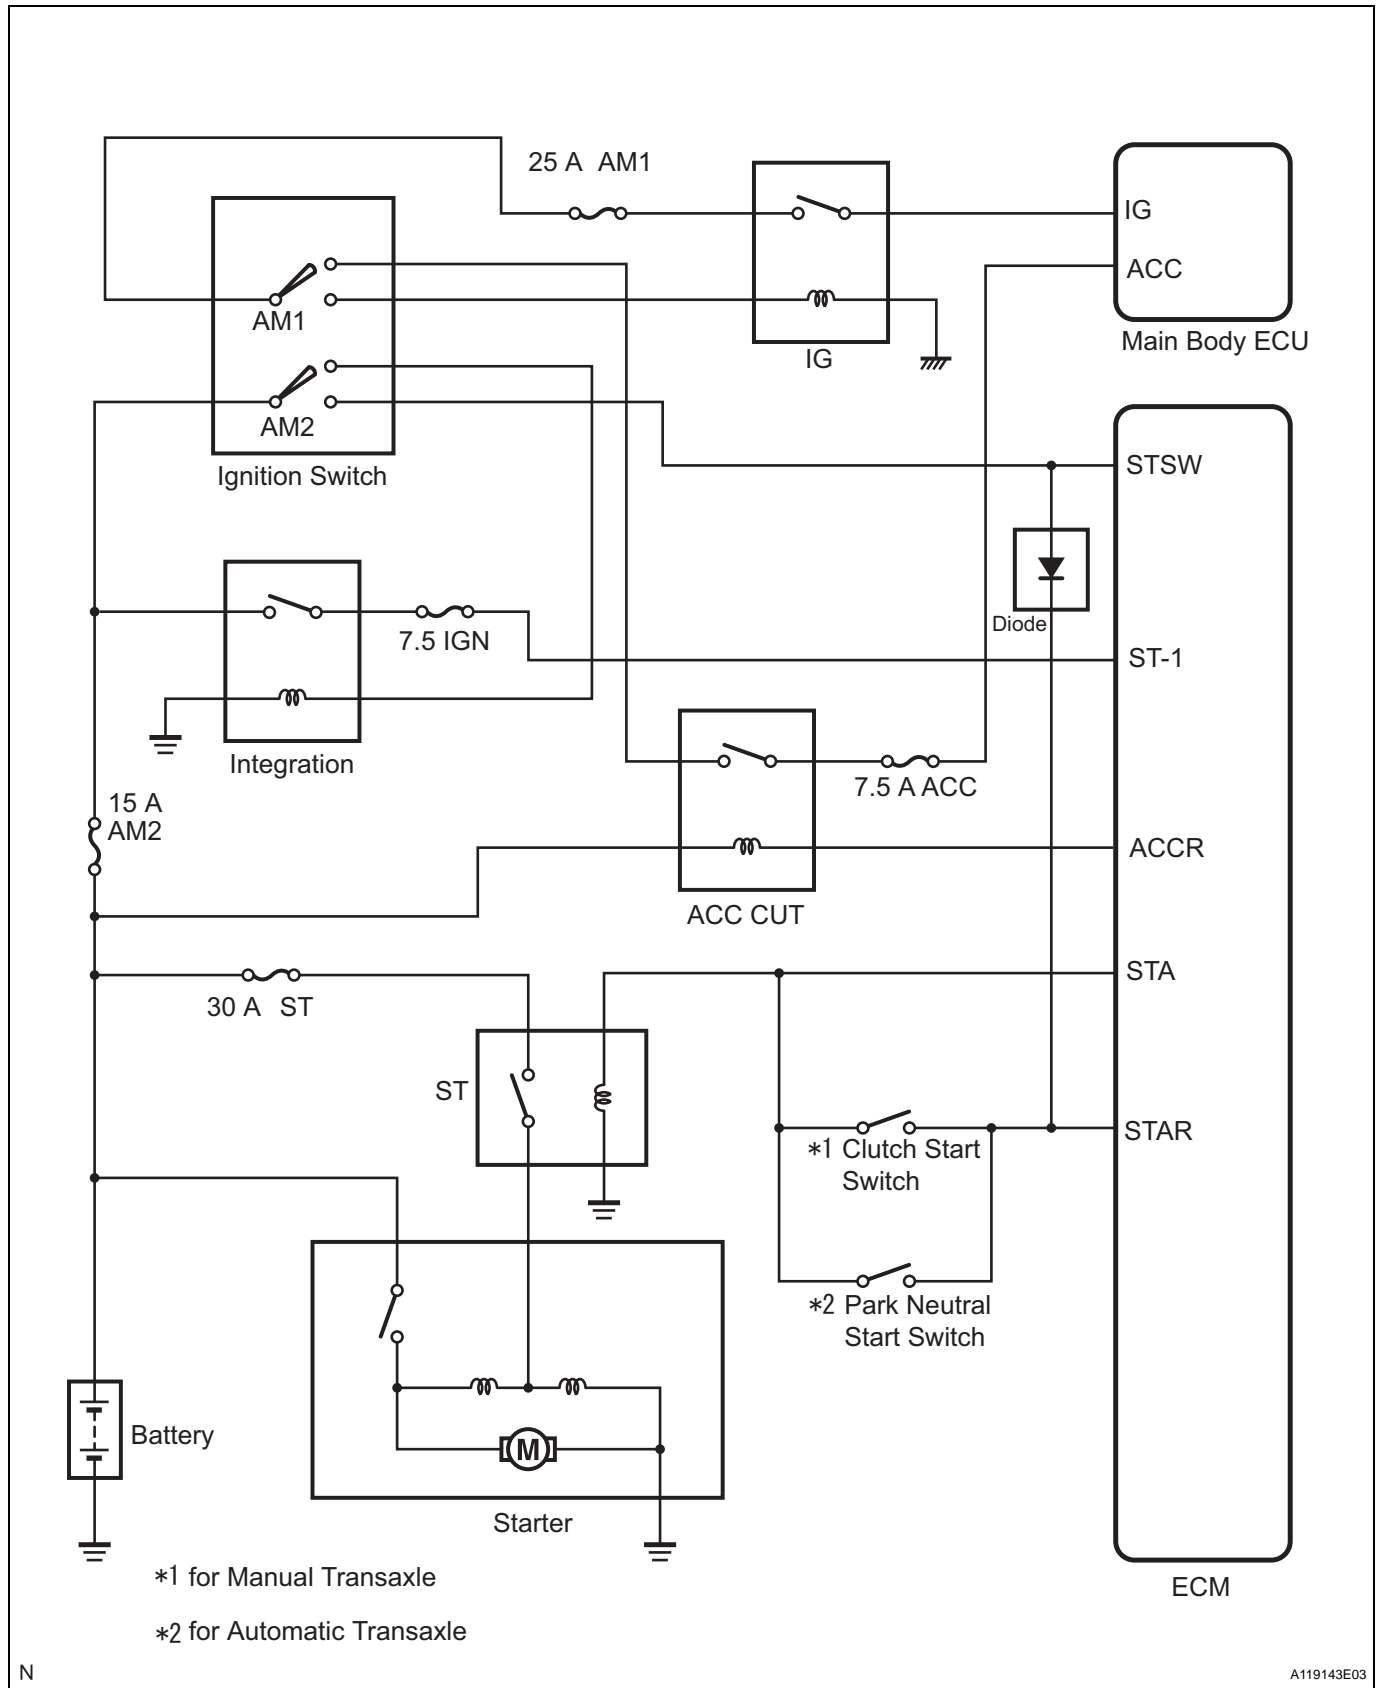 25 A AM1
IG
ACC
Main Body ECU
AM1
IG
AM2
Ignition Switch
STSW
Diode
7.5 IGN
ST-1
Integration
7.5 A ACC
15 A
AM2
ACCR
ACC CUT
STA
30 A ST
ST
STAR
*1 Clutch Start
Switch
*2 Park Neutral
Start Switch
Battery
M
Starter
*1 for Manual Transaxle
ECM
*2 for Automatic Transaxle
N
A119143E03